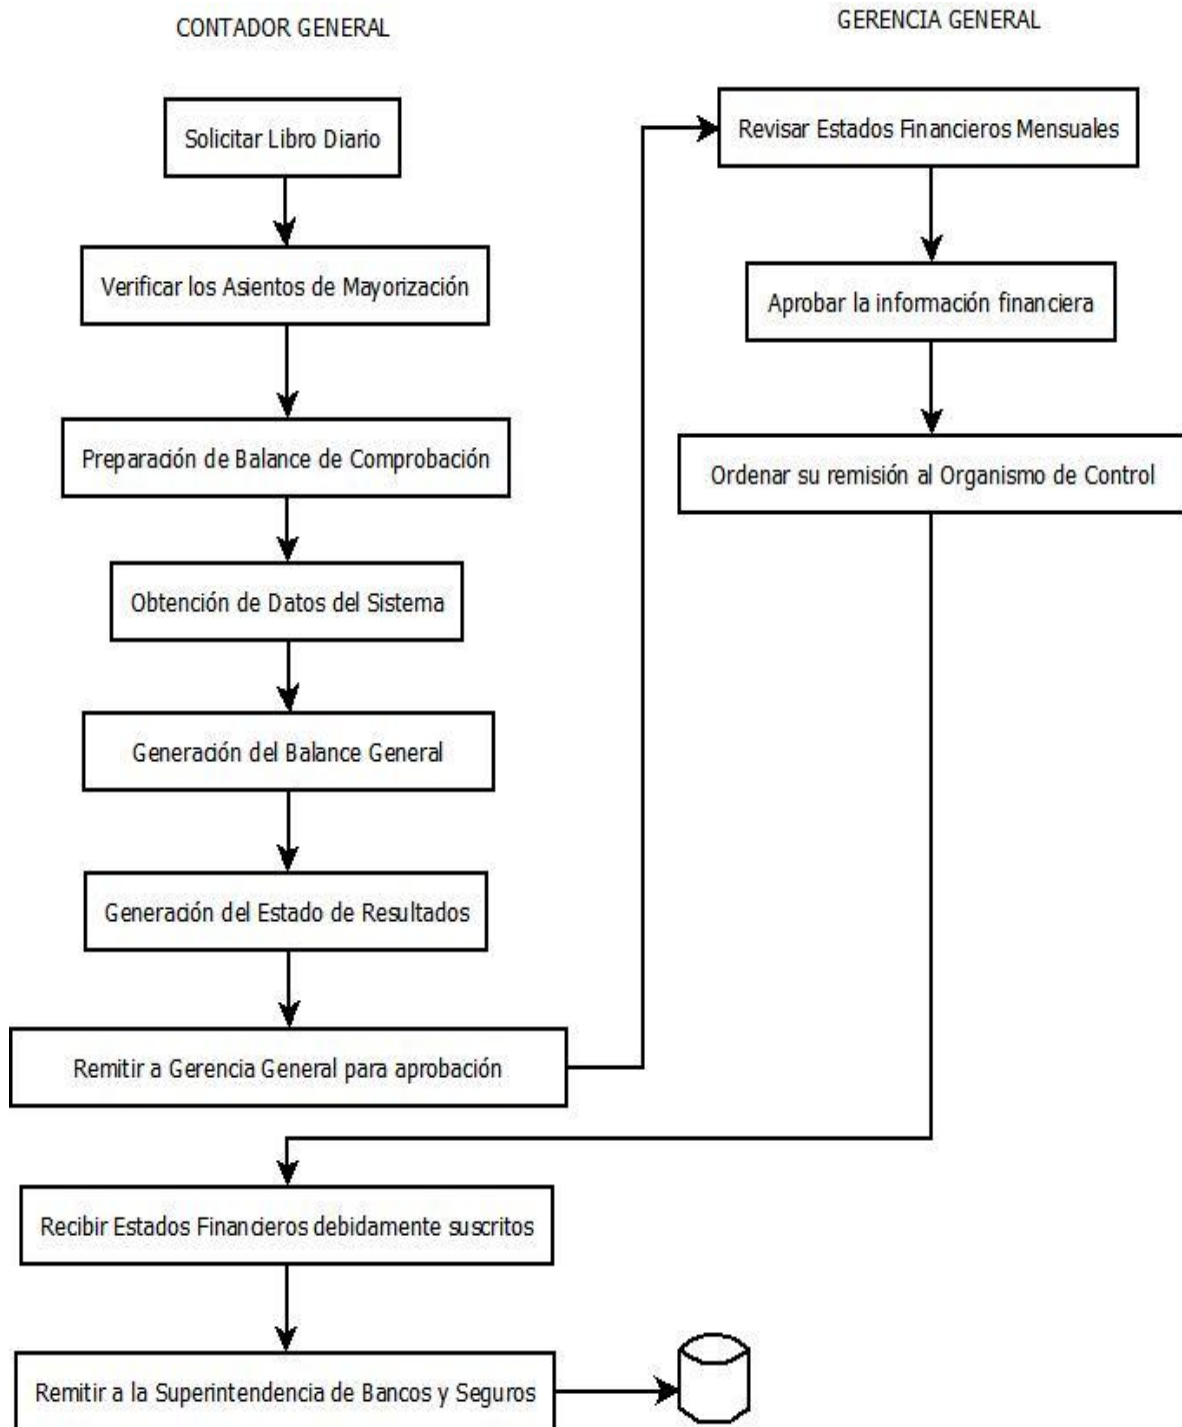 CONTADOR GENERAL
Solicitar Libro Diario
Verificar los Asientos de Mayorización
Preparación de Balance de Comprobación
Obtención de Datos del Sistema
Generación del Balance General
Generación del Estado de Resultados
Remitir a Gerencia General para aprobación
GERENCIA GENERAL
Revisar Estados Financieros Mensuales
Aprobar la información financiera
Ordenar su remisión al Organismo de Control
Recibir Estados Financieros debidamente suscritos
Remitir a la Superintendencia de Bancos y Seguros